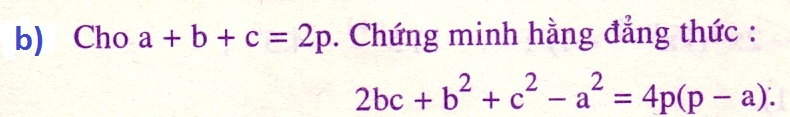 b) Cho a + b + c = 2p. Chứng minh hằng đẳng thức :
2bc + b² + c² − a² = 4p(p − a).